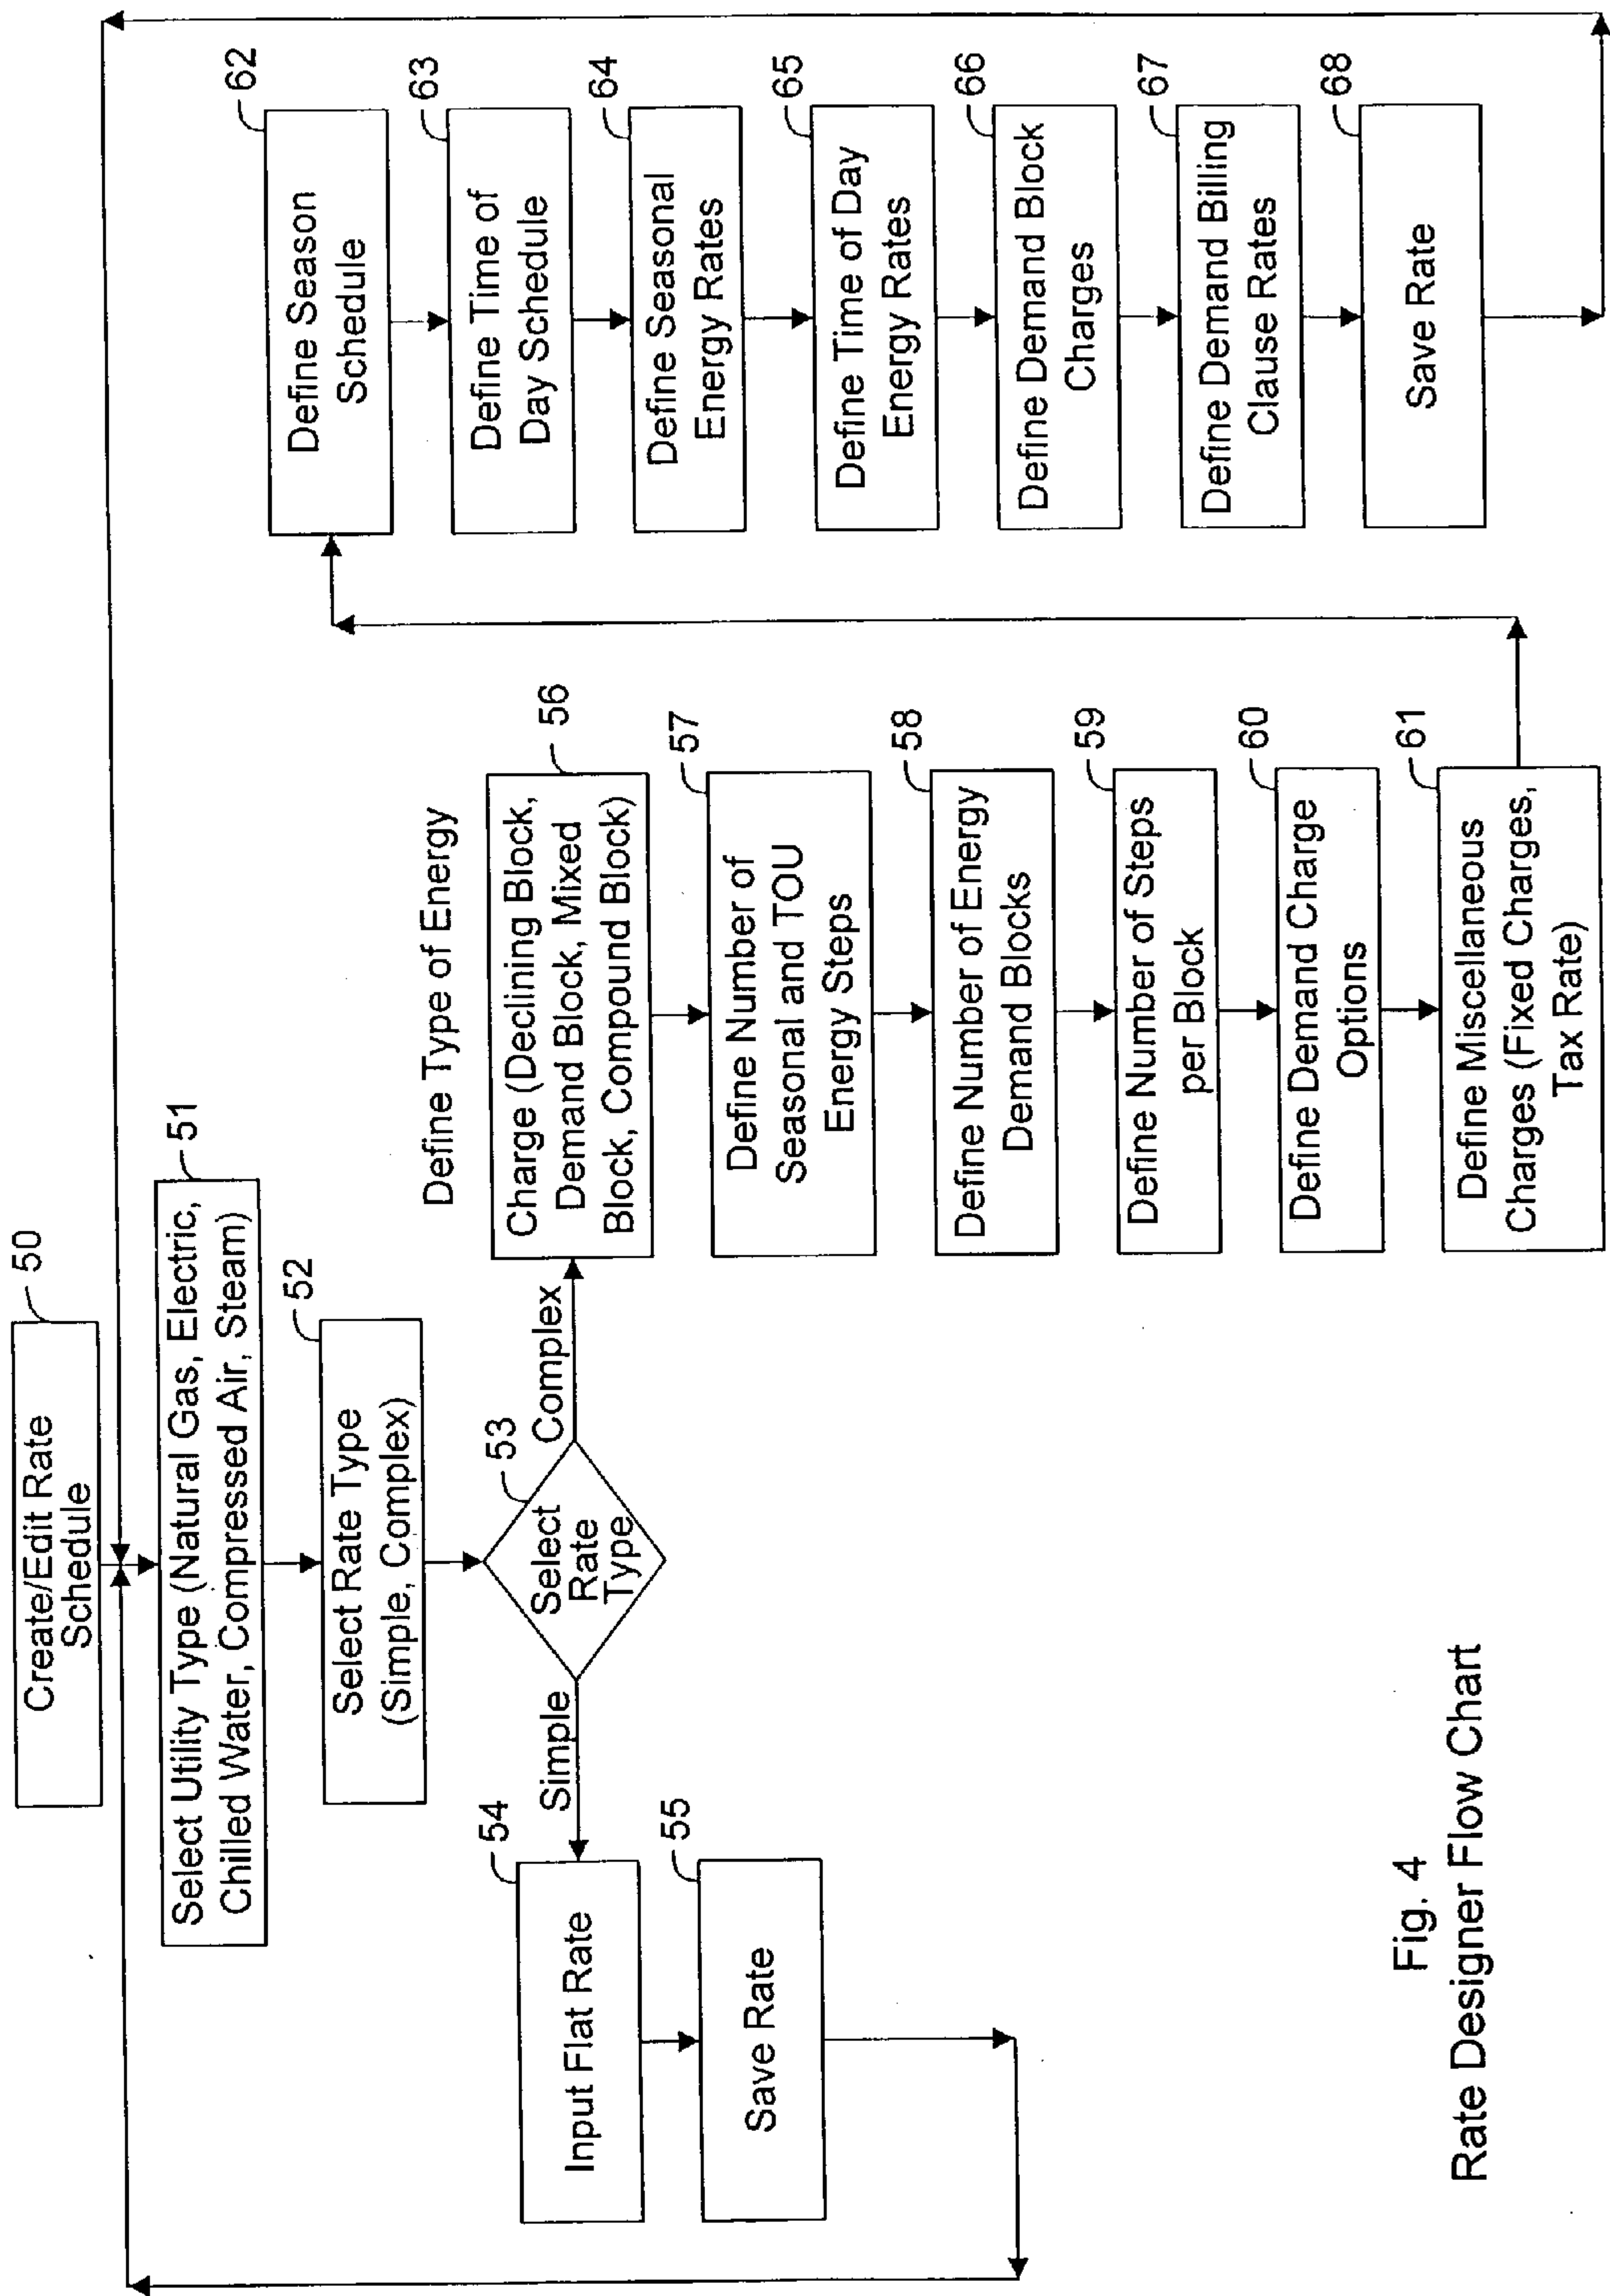 50
Create/Edit Rate
Schedule
51
Select Utility Type (Natural Gas, Electric,
Chilled Water, Compressed Air, Steam)
52
Select Rate Type
(Simple, Complex)
53
Select
Rate
Type
Simple
Complex
54
Input Flat Rate
55
Save Rate
Define Type of Energy
56
Charge (Declining Block,
Demand Block, Mixed
Block, Compound Block)
57
Define Number of
Seasonal and TOU
Energy Steps
58
Define Number of Energy
Demand Blocks
59
Define Number of Steps
per Block
60
Define Demand Charge
Options
61
Define Miscellaneous
Charges (Fixed Charges,
Tax Rate)
62
Define Season
Schedule
63
Define Time of
Day Schedule
64
Define Seasonal
Energy Rates
65
Define Time of Day
Energy Rates
66
Define Demand Block
Charges
67
Define Demand Billing
Clause Rates
68
Save Rate
Fig. 4
Rate Designer Flow Chart